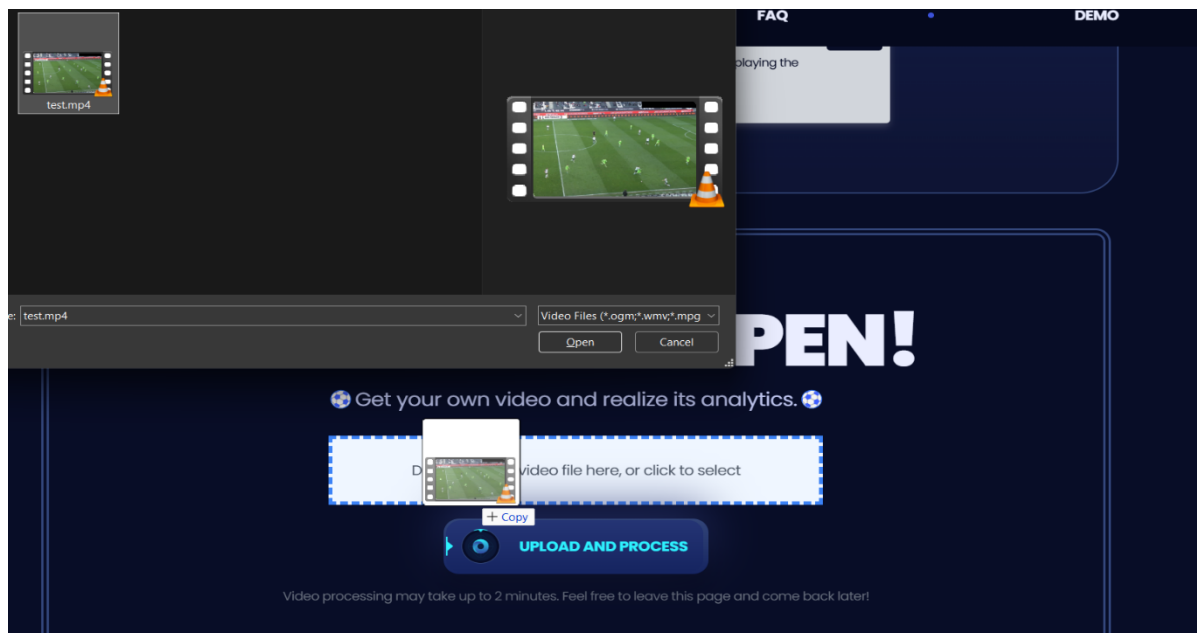 FAQ
DEMO
playing the
test.mp4
e:
test.mp4
Video Files (*.ogm;*.wmv;*.mpg
Open
Cancel
PEN!
Get your own video and realize its analytics.
D
video file here, or click to select
+ Copy
UPLOAD AND PROCESS
Video processing may take up to 2 minutes. Feel free to leave this page and come back later!